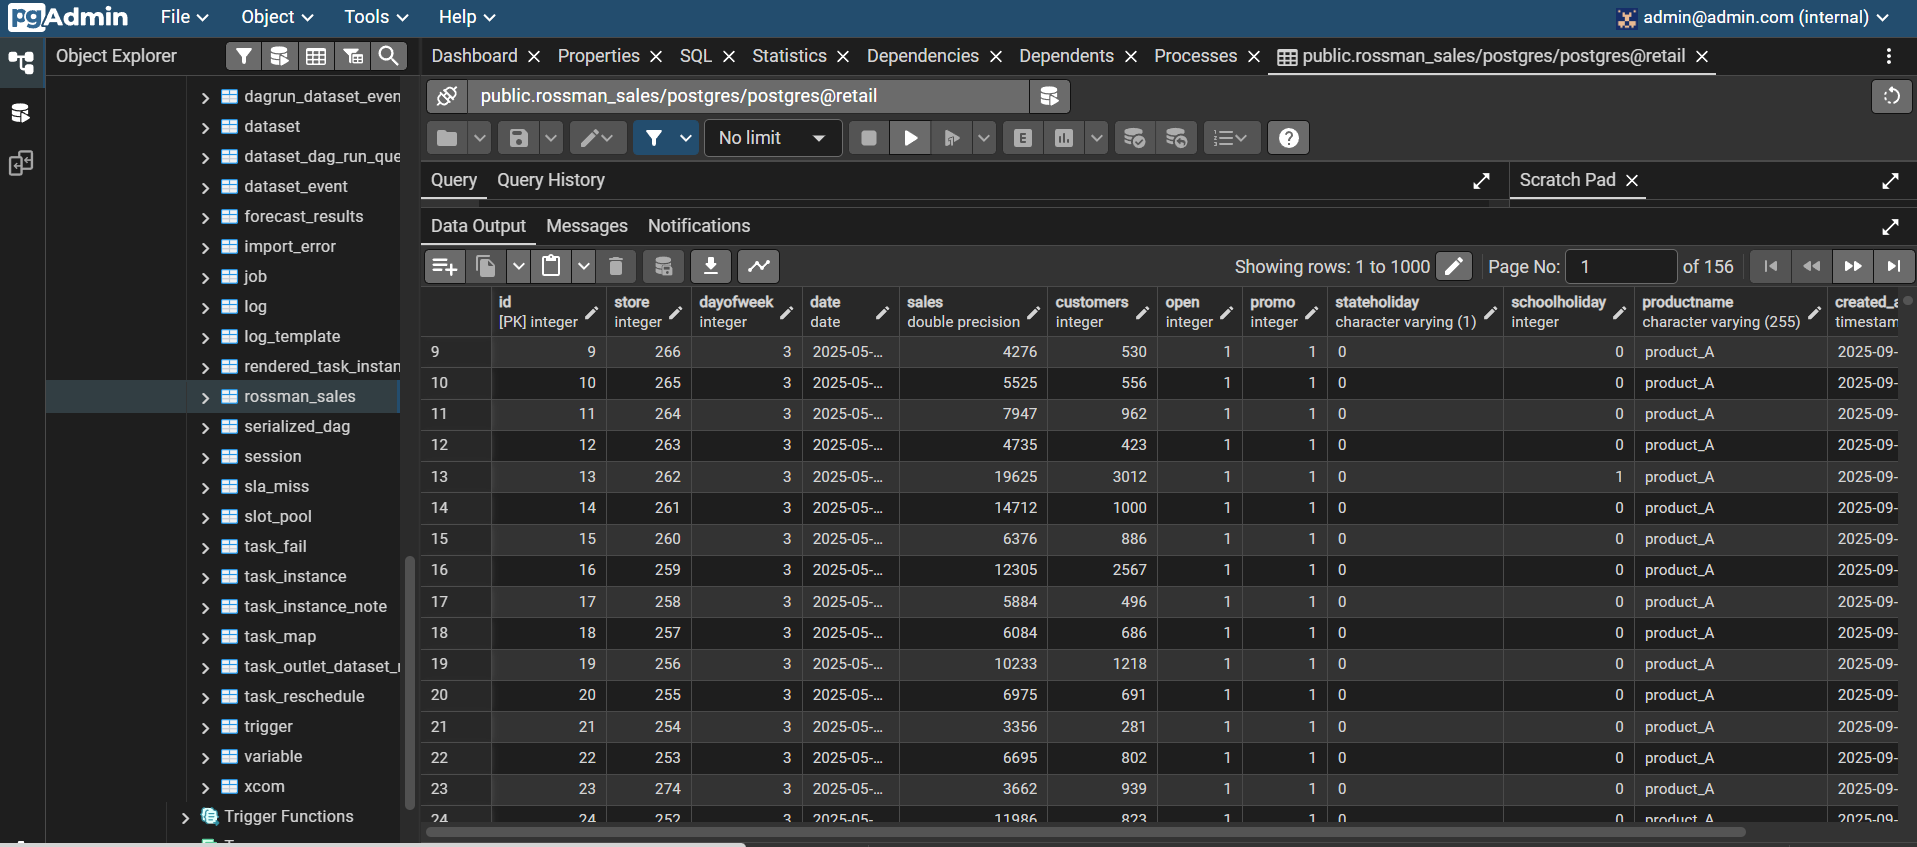 pgAdmin File Object Tools Help admin@admin.com (internal)
Object Explorer
Dashboard Properties SQL Statistics Dependencies Dependents Processes public.rossman_sales/postgres/postgres@retail
public.rossman_sales/postgres/postgres@retail
No limit
E
?
Query Query History
Scratch Pad
Data Output Messages Notifications
Showing rows: 1 to 1000 Page No: 1 of 156
dagrun_dataset_even
dataset
dataset_dag_run_que
dataset_event
forecast_results
import_error
job
log
log_template
rendered_task_instan
rossman_sales
serialized_dag
session
sla_miss
slot_pool
task_fail
task_instance
task_instance_note
task_map
task_outlet_dataset_r
task_reschedule
trigger
variable
xcom
Trigger Functions
id store dayofweek date sales customers open promo stateholiday schoolholiday productname created_a
[PK] integer integer integer date double precision integer integer integer character varying (1) integer character varying (255) timestam
9 9 266 3 2025-05-... 4276 530 1 1 0 0 product_A 2025-09-
10 10 265 3 2025-05-... 5525 556 1 1 0 0 product_A 2025-09-
11 11 264 3 2025-05-... 7947 962 1 1 0 0 product_A 2025-09-
12 12 263 3 2025-05-... 4735 423 1 1 0 0 product_A 2025-09-
13 13 262 3 2025-05-... 19625 3012 1 1 0 1 product_A 2025-09-
14 14 261 3 2025-05-... 14712 1000 1 1 0 0 product_A 2025-09-
15 15 260 3 2025-05-... 6376 886 1 1 0 0 product_A 2025-09-
16 16 259 3 2025-05-... 12305 2567 1 1 0 0 product_A 2025-09-
17 17 258 3 2025-05-... 5884 496 1 1 0 0 product_A 2025-09-
18 18 257 3 2025-05-... 6084 686 1 1 0 0 product_A 2025-09-
19 19 256 3 2025-05-... 10233 1218 1 1 0 0 product_A 2025-09-
20 20 255 3 2025-05-... 6975 691 1 1 0 0 product_A 2025-09-
21 21 254 3 2025-05-... 3356 281 1 1 0 0 product_A 2025-09-
22 22 253 3 2025-05-... 6695 802 1 1 0 0 product_A 2025-09-
23 23 274 3 2025-05-... 3662 939 1 1 0 0 product_A 2025-09-
24 24 252 3 2025-05- 11986 823 1 1 0 0 product_A 2025-09-